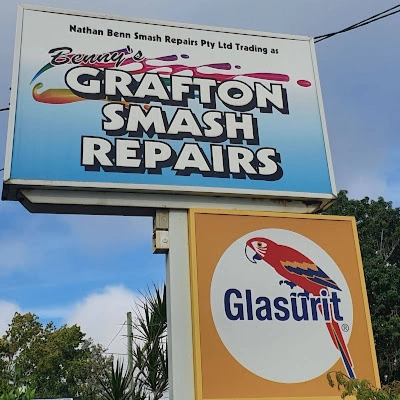 Nathan Benn Smash Repairs Pty Ltd Trading as
Benny's
GRAFTON
SMASH
REPAIRS
Glasurit®